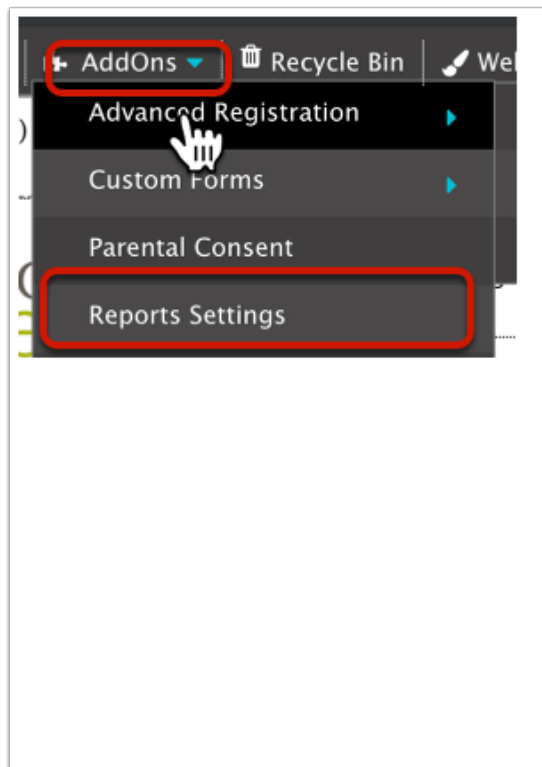 AddOns Recycle Bin
Advanced Registration
Custom Forms
Parental Consent
Reports Settings